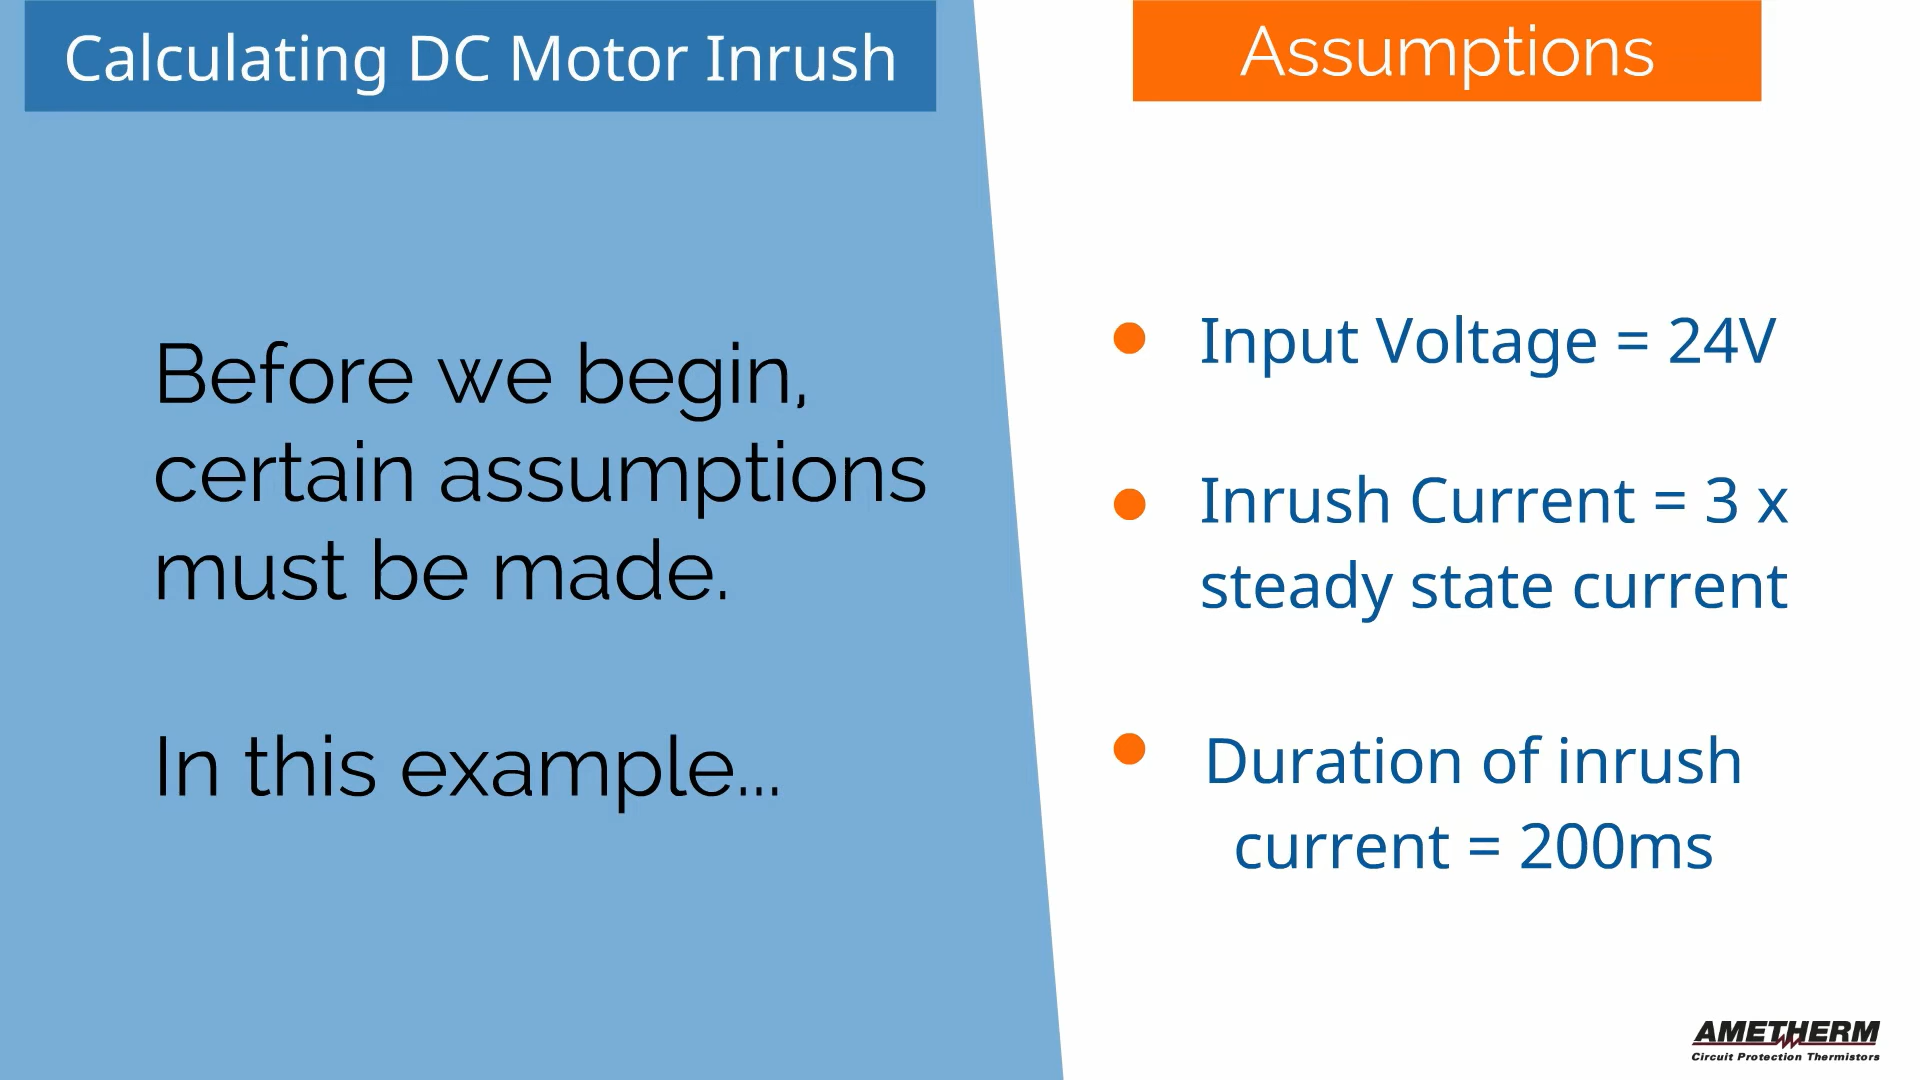 Calculating DC Motor Inrush
Before we begin,
certain assumptions
must be made.
In this example...
Assumptions
Input Voltage = 24V
Inrush Current = 3 x
steady state current
Duration of inrush
current = 200ms
AMETHERM
Circuit Protection Thermistors